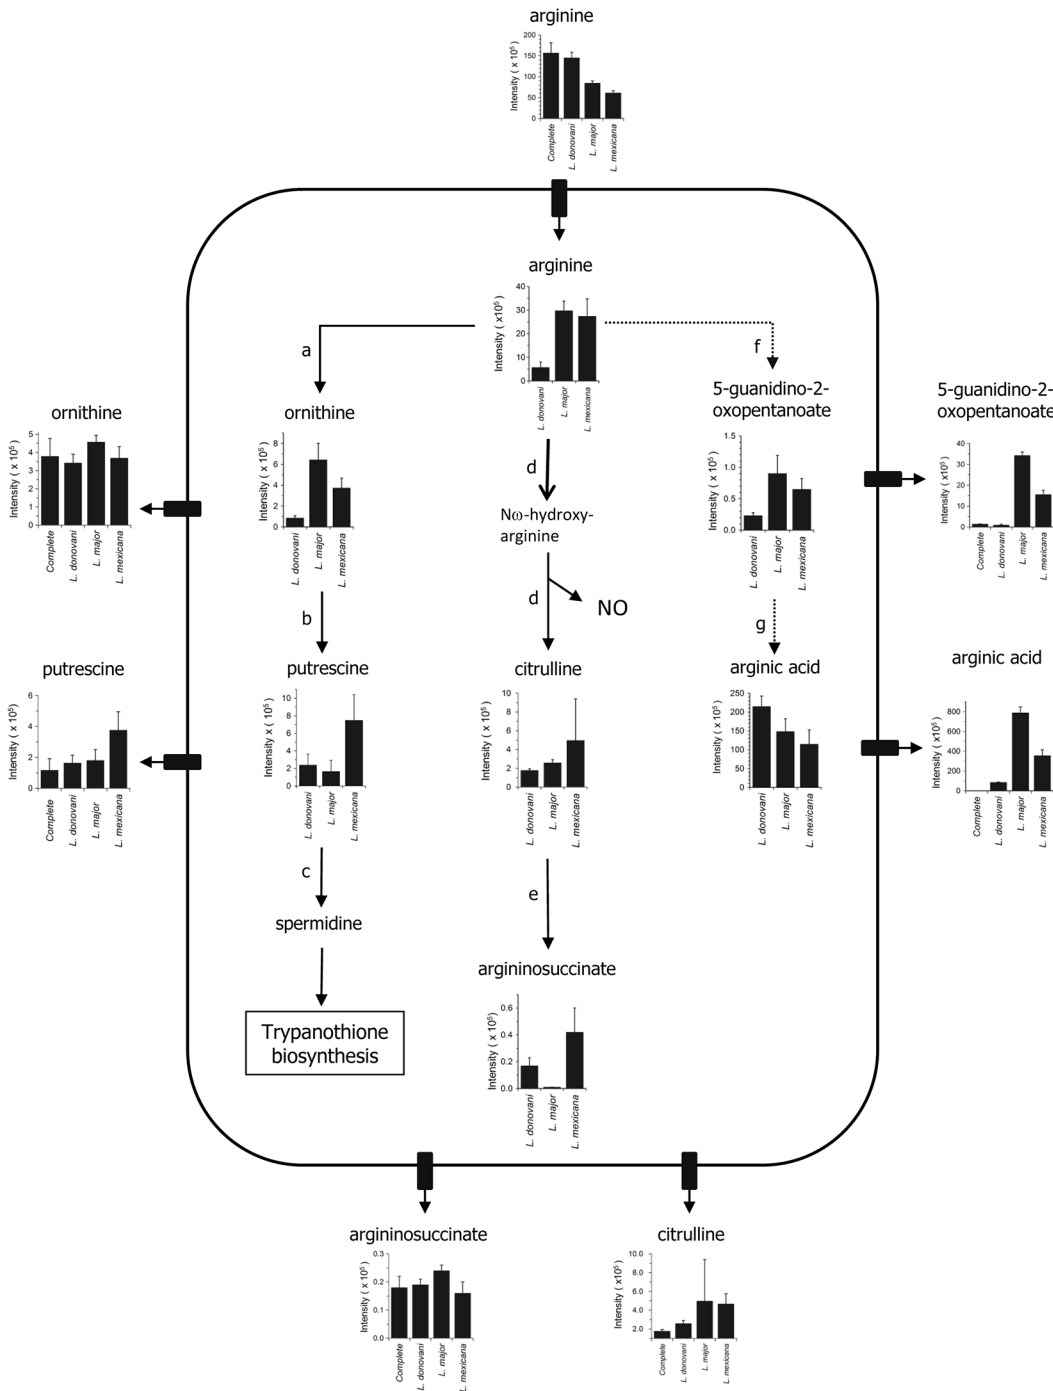 arginine
Intensity ( x 10⁵)
200
150
100
50
0
Complete
L. donovani
L. major
L. mexicana
arginine
Intensity ( x10⁵)
40
30
20
10
0
L. donovani
L. major
L. mexicana
a
f
ornithine
Intensity ( x 10⁵)
5
4
3
2
1
0
Complete
L. donovani
L. major
L. mexicana
ornithine
Intensity ( x 10⁵)
8
6
4
2
0
L. donovani
L. major
L. mexicana
d
Nω-hydroxy-
arginine
5-guanidino-2-
oxopentanoate
Intensity ( x10⁵)
1.5
1.0
0.5
0.0
L. donovani
L. major
L. mexicana
5-guanidino-2-
oxopentanoate
Intensity ( x10⁵)
40
30
20
10
0
Complete
L. donovani
L. major
L. mexicana
b
d
NO
g
putrescine
Intensity ( x 10⁵)
6
4
2
0
Complete
L. donovani
L. major
L. mexicana
putrescine
Intensity x ( 10⁵)
10
8
6
4
2
0
L. donovani
L. major
L. mexicana
citrulline
Intensity ( x 10⁵)
10
8
6
4
2
0
L. donovani
L. major
L. mexicana
arginic acid
Intensity ( x10⁵)
250
200
150
100
50
0
L. donovani
L. major
L. mexicana
arginic acid
Intensity (x10⁵)
800
600
400
200
0
Complete
L. donovani
L. major
L. mexicana
c
e
spermidine
argininosuccinate
Intensity ( x 10⁵)
0.6
0.4
0.2
0.0
L. donovani
L. major
L. mexicana
Trypanothione
biosynthesis
argininosuccinate
Intensity ( x 10⁵)
0.3
0.2
0.1
0.0
Complete
L. donovani
L. major
L. mexicana
citrulline
Intensity ( x10⁵)
10.0
8.0
6.0
4.0
2.0
Complete
L. donovani
L. major
L. mexicana